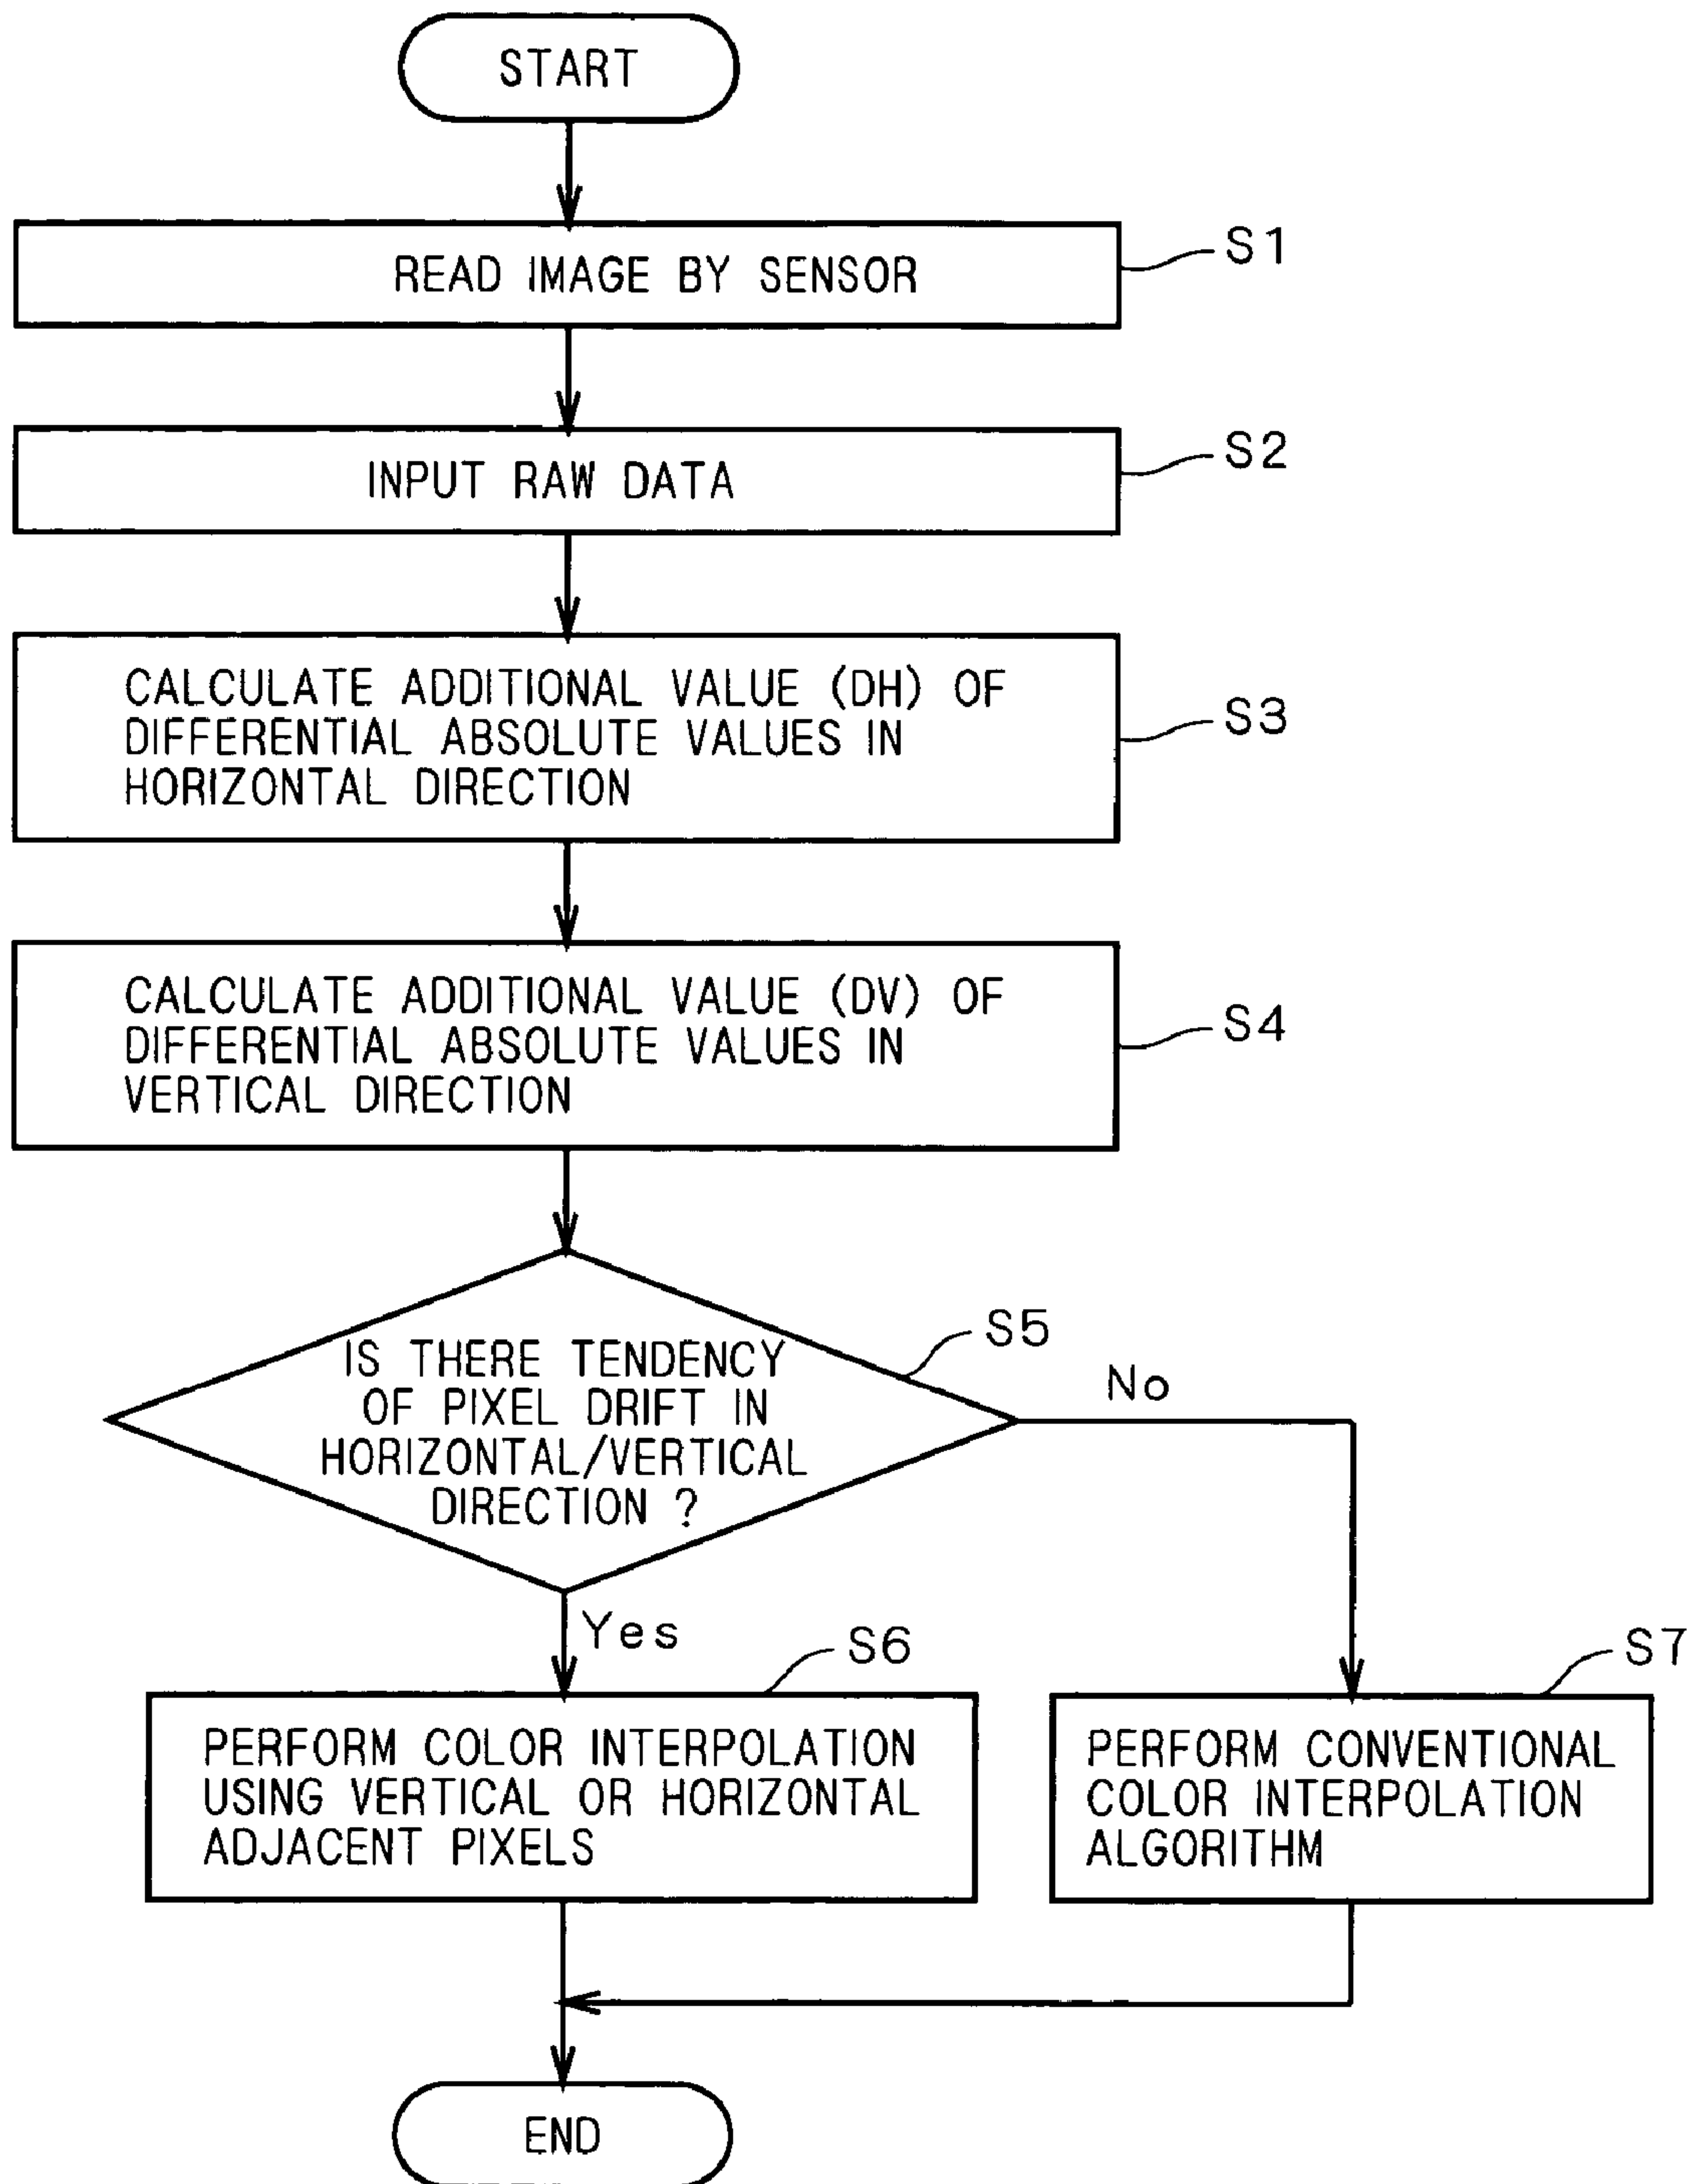 START
READ IMAGE BY SENSOR
S1
INPUT RAW DATA
S2
CALCULATE ADDITIONAL VALUE (DH) OF
DIFFERENTIAL ABSOLUTE VALUES IN
HORIZONTAL DIRECTION
S3
CALCULATE ADDITIONAL VALUE (DV) OF
DIFFERENTIAL ABSOLUTE VALUES IN
VERTICAL DIRECTION
S4
IS THERE TENDENCY
OF PIXEL DRIFT IN
HORIZONTAL/VERTICAL
DIRECTION ?
S5
No
Yes
S6
PERFORM COLOR INTERPOLATION
USING VERTICAL OR HORIZONTAL
ADJACENT PIXELS
S7
PERFORM CONVENTIONAL
COLOR INTERPOLATION
ALGORITHM
END